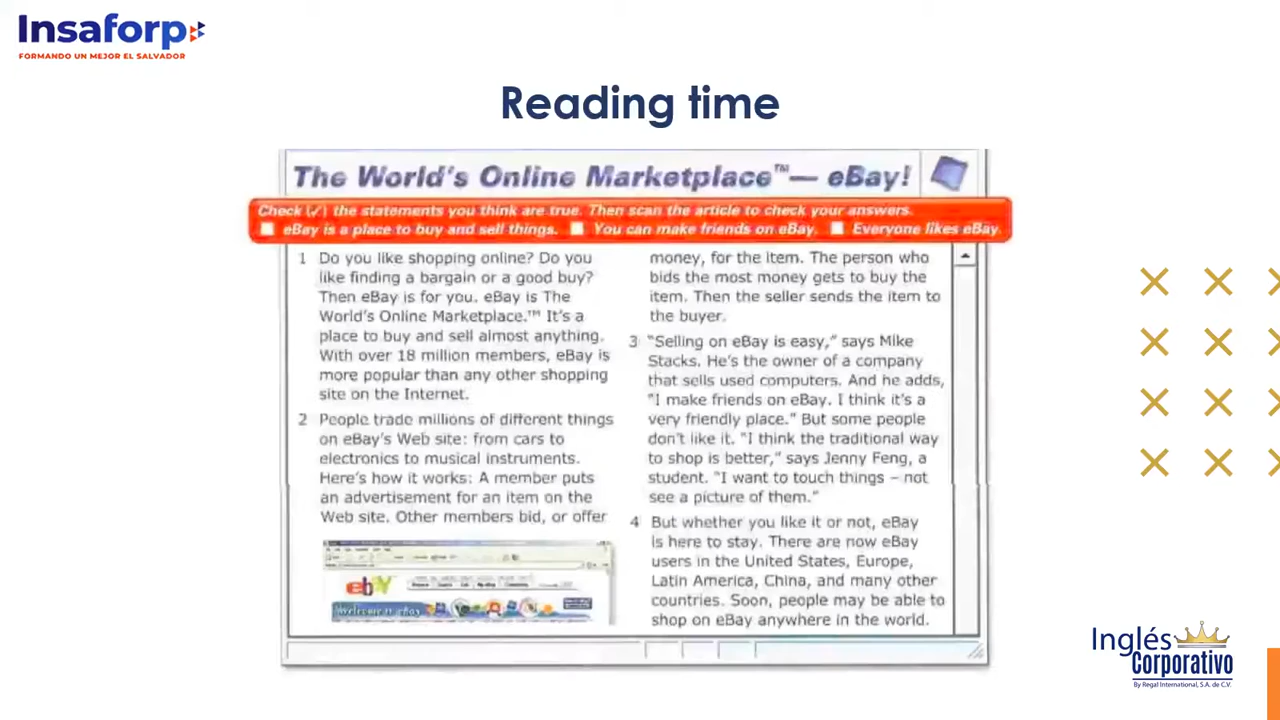 Insaforp
FORMANDO UN MEJOR EL SALVADOR
Reading time
The World's Online Marketplace™— eBay!
Check (✓) the statements you think are true. Then scan the article to check your answers.
eBay is a place to buy and sell things. You can make friends on eBay. Everyone likes eBay.
1 Do you like shopping online? Do you
like finding a bargain or a good buy?
Then eBay is for you. eBay is The
World's Online Marketplace.™ It's a
place to buy and sell almost anything.
With over 18 million members, eBay is
more popular than any other shopping
site on the Internet.
2 People trade millions of different things
on eBay's Web site: from cars to
electronics to musical instruments.
Here's how it works: A member puts
an advertisement for an item on the
Web site. Other members bid, or offer
money, for the item. The person who
bids the most money gets to buy the
item. Then the seller sends the item to
the buyer.
3 "Selling on eBay is easy," says Mike
Stacks. He's the owner of a company
that sells used computers. And he adds,
"I make friends on eBay. I think it's a
very friendly place." But some people
don't like it. "I think the traditional way
to shop is better," says Jenny Feng, a
student. "I want to touch things – not
see a picture of them."
4 But whether you like it or not, eBay
is here to stay. There are now eBay
users in the United States, Europe,
Latin America, China, and many other
countries. Soon, people may be able to
shop on eBay anywhere in the world.
ebY
Welcome to eBay
Inglés
Corporativo
By Regal International, S.A. de C.V.